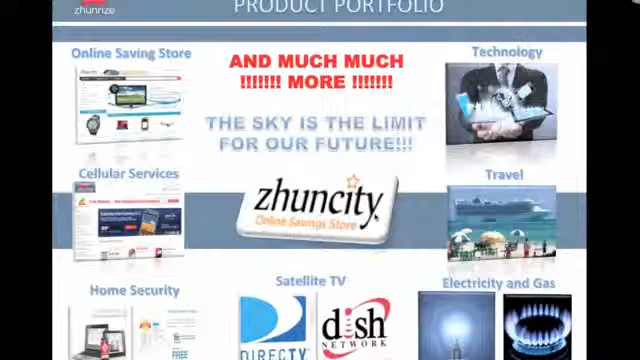 zhunrize
PRODUCT PORTFOLIO
Online Saving Store
AND MUCH MUCH
!!!!!!! MORE !!!!!!!
Technology
THE SKY IS THE LIMIT
FOR OUR FUTURE!!!
Cellular Services
zhuncity
Online Savings Store
Travel
Home Security
Satellite TV
Electricity and Gas
DIRECTV
dish
NETWORK
FREE